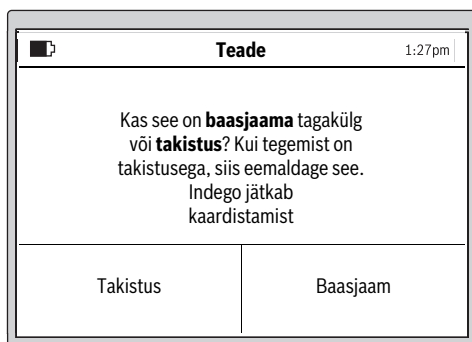 Teade 1:27pm
Kas see on baasjaama tagakülg
või takistus? Kui tegemist on
takistusega, siis eemaldage see.
Indego jätkab
kaardistamist
Takistus Baasjaam